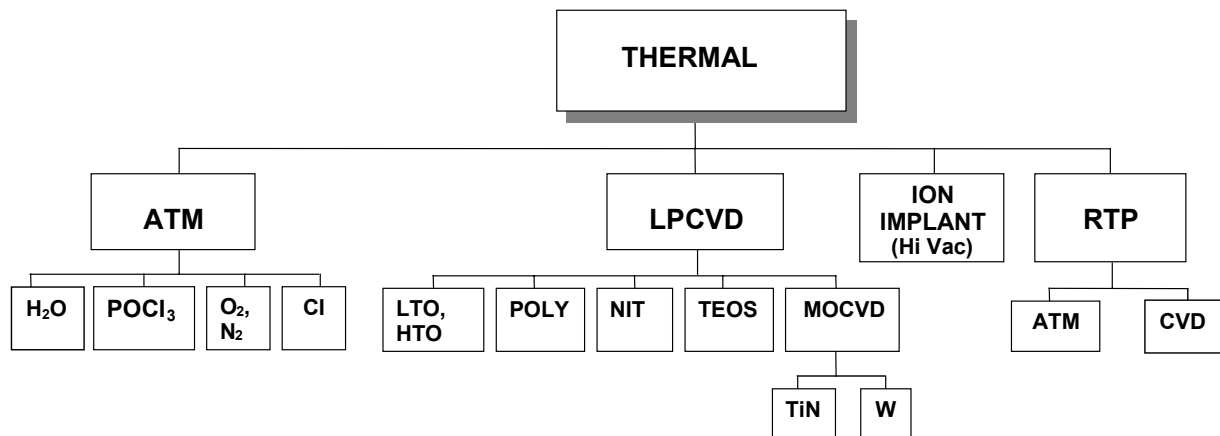 THERMAL
ATM
LPCVD
ION
IMPLANT
(Hi Vac)
RTP
H₂O
POCl₃
O₂,
N₂
Cl
LTO,
HTO
POLY
NIT
TEOS
MOCVD
ATM
CVD
TiN
W